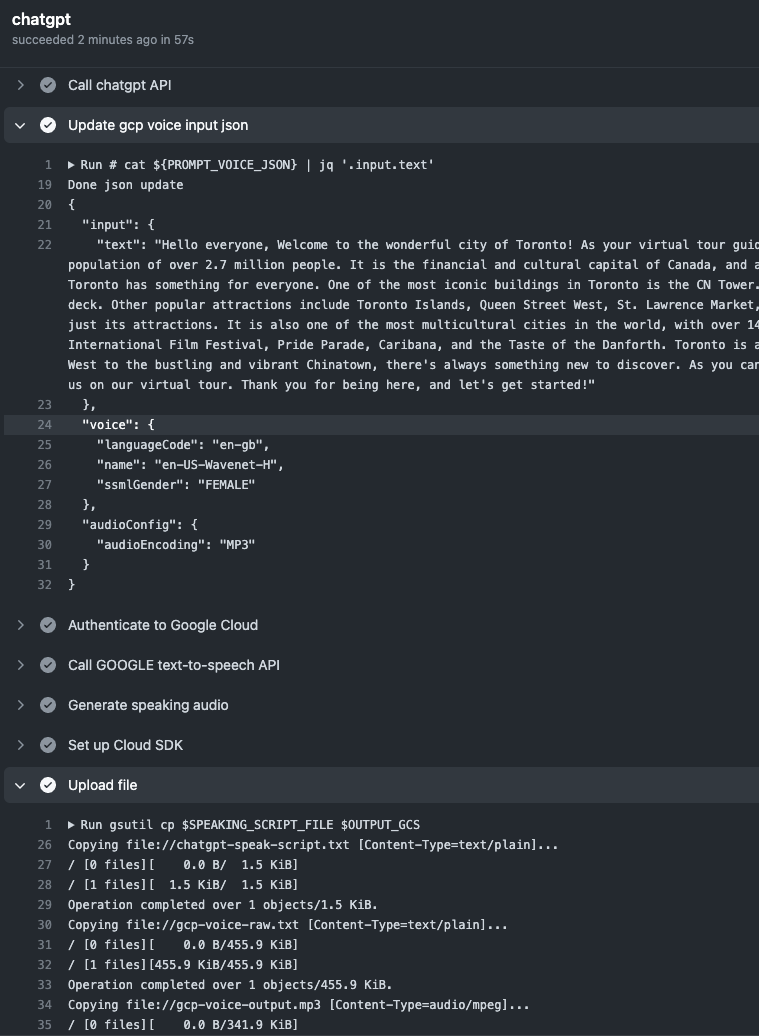 chatgpt
succeeded 2 minutes ago in 57s
Call chatgpt API
Update gcp voice input json
1 ▶ Run # cat ${PROMPT_VOICE_JSON} | jq '.input.text'
19 Done json update
20 {
21 "input": {
22 "text": "Hello everyone, Welcome to the wonderful city of Toronto! As your virtual tour guid
population of over 2.7 million people. It is the financial and cultural capital of Canada, and a
Toronto has something for everyone. One of the most iconic buildings in Toronto is the CN Tower.
deck. Other popular attractions include Toronto Islands, Queen Street West, St. Lawrence Market,
just its attractions. It is also one of the most multicultural cities in the world, with over 14
International Film Festival, Pride Parade, Caribana, and the Taste of the Danforth. Toronto is a
West to the bustling and vibrant Chinatown, there's always something new to discover. As you can
us on our virtual tour. Thank you for being here, and let's get started!"
23 },
24 "voice": {
25 "languageCode": "en-gb",
26 "name": "en-US-Wavenet-H",
27 "ssmlGender": "FEMALE"
28 },
29 "audioConfig": {
30 "audioEncoding": "MP3"
31 }
32 }
Authenticate to Google Cloud
Call GOOGLE text-to-speech API
Generate speaking audio
Set up Cloud SDK
Upload file
1 ▶ Run gsutil cp $SPEAKING_SCRIPT_FILE $OUTPUT_GCS
26 Copying file://chatgpt-speak-script.txt [Content-Type=text/plain]...
27 / [0 files][    0.0 B/  1.5 KiB]
28 / [1 files][  1.5 KiB/  1.5 KiB]
29 Operation completed over 1 objects/1.5 KiB.
30 Copying file://gcp-voice-raw.txt [Content-Type=text/plain]...
31 / [0 files][    0.0 B/455.9 KiB]
32 / [1 files][455.9 KiB/455.9 KiB]
33 Operation completed over 1 objects/455.9 KiB.
34 Copying file://gcp-voice-output.mp3 [Content-Type=audio/mpeg]...
35 / [0 files][    0.0 B/341.9 KiB]